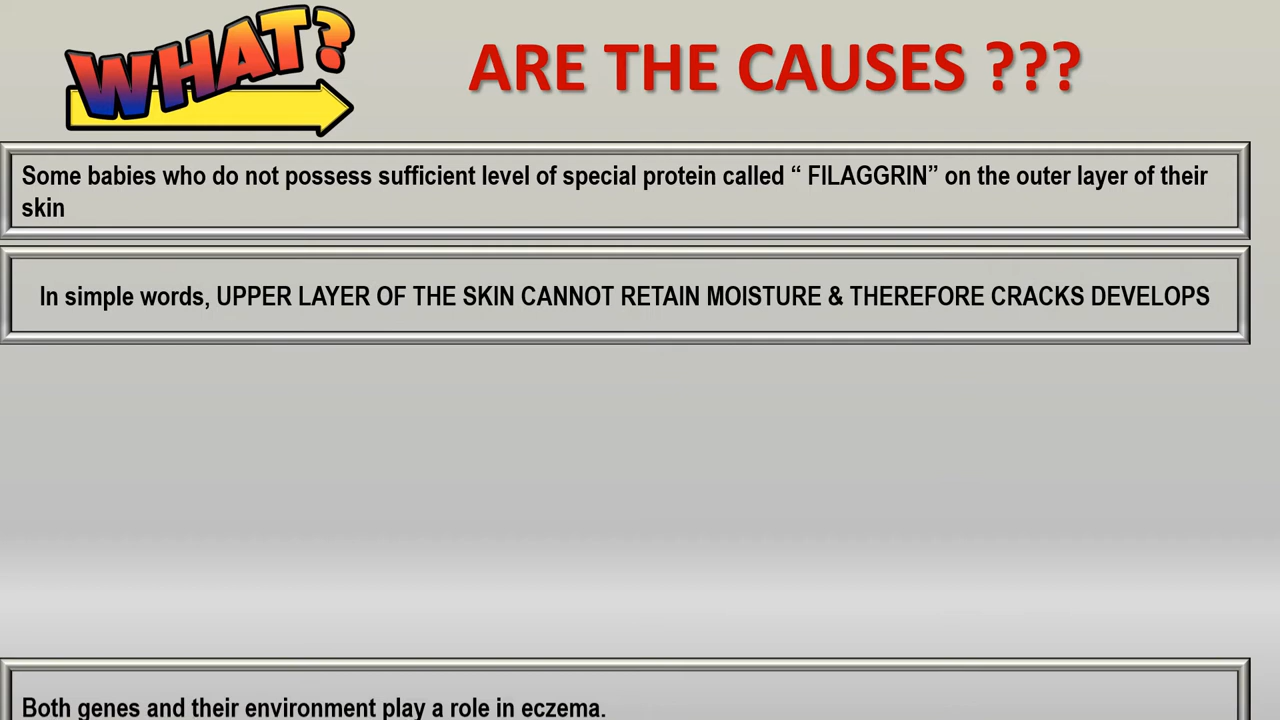 WHAT?
ARE THE CAUSES ???
Some babies who do not possess sufficient level of special protein called “ FILAGGRIN” on the outer layer of their
skin
In simple words, UPPER LAYER OF THE SKIN CANNOT RETAIN MOISTURE & THEREFORE CRACKS DEVELOPS
Both genes and their environment play a role in eczema.